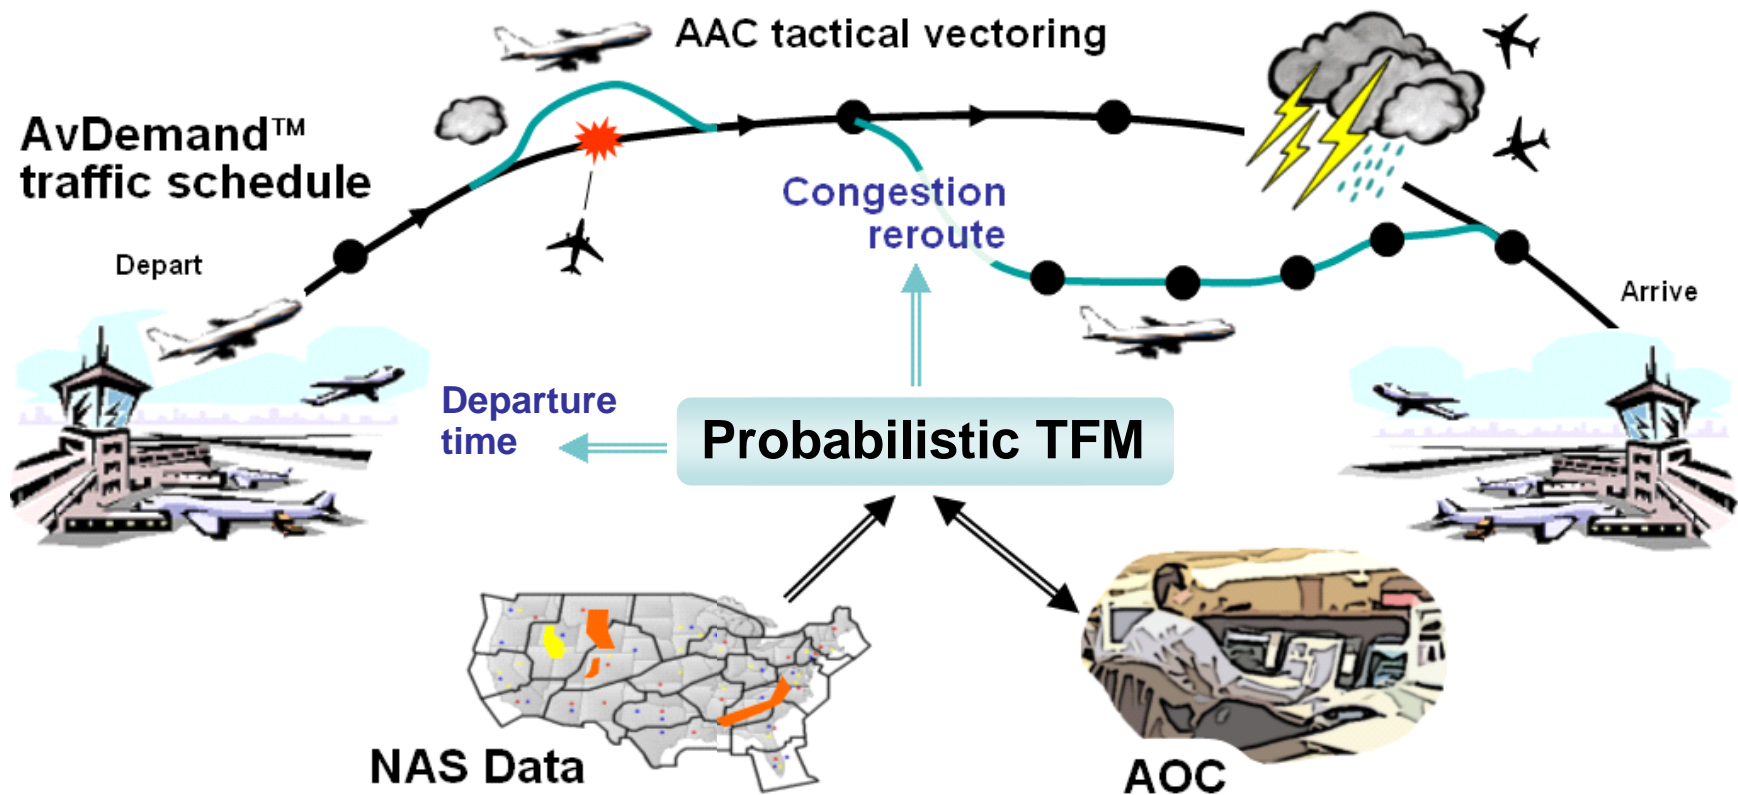 AAC tactical vectoring
AvDemand™
traffic schedule
Depart
Congestion
reroute
Arrive
Departure
time
Probabilistic TFM
NAS Data
AOC